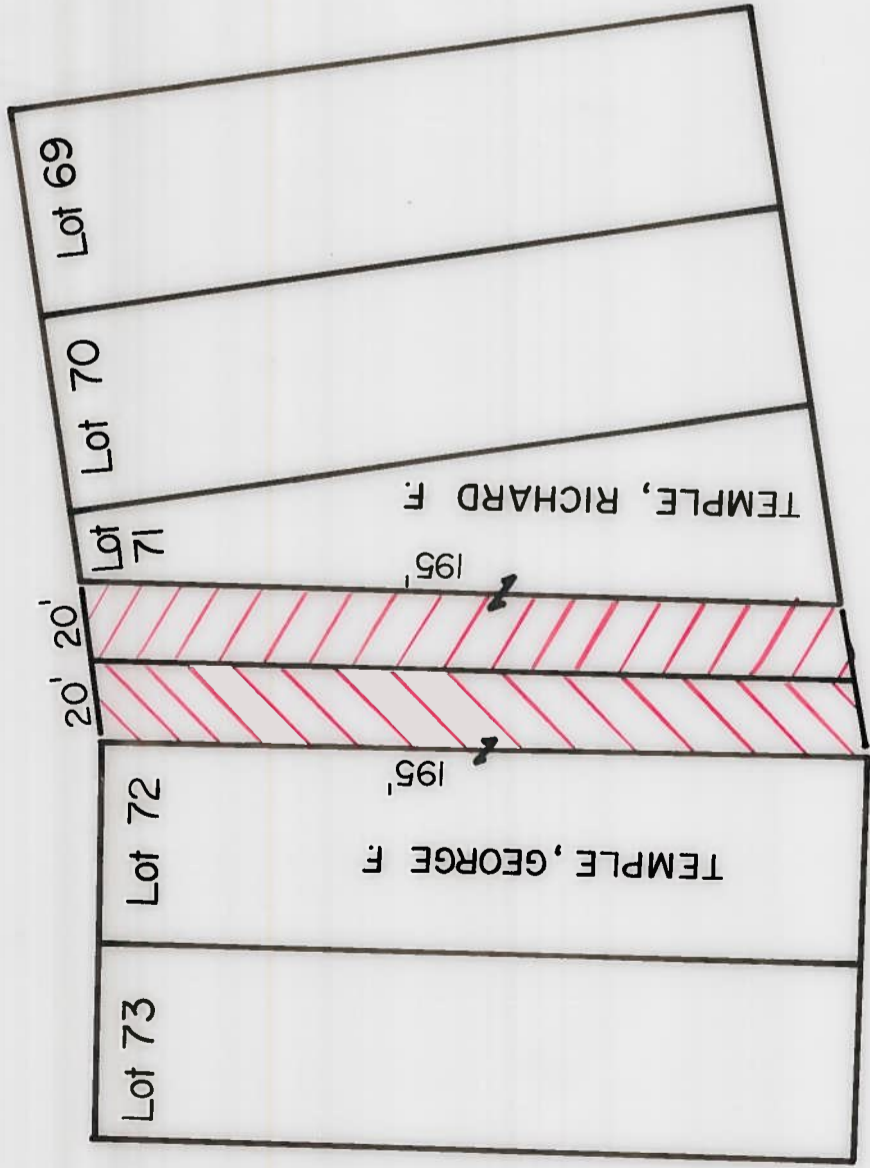 Lot 69
Lot 70
Lot
71
TEMPLE, RICHARD F.
195'
20'
20'
195'
Lot 72
TEMPLE, GEORGE F.
Lot 73